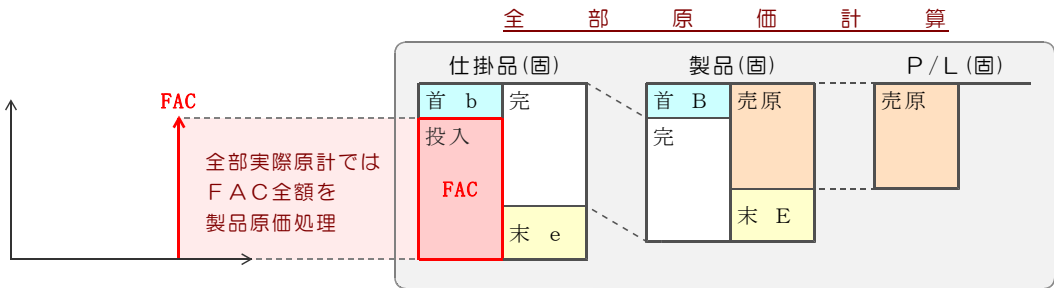 全部原価計算
仕掛品(固)
製品(固)
P/L(固)
FAC
首 b
完
首 B
売原
売原
投入
完
全部実際原計では
FAC全額を
製品原価処理
FAC
末 e
末 E